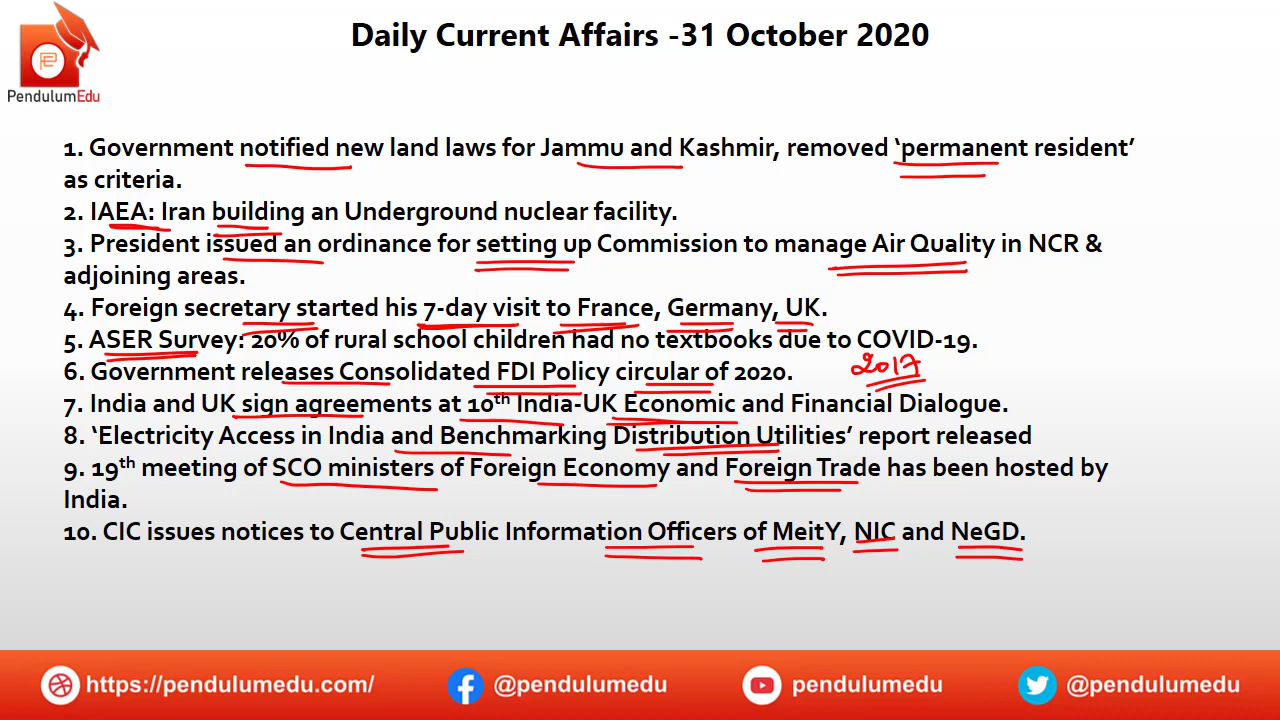 Daily Current Affairs -31 October 2020
PendulumEdu
1. Government notified new land laws for Jammu and Kashmir, removed ‘permanent resident’
as criteria.
2. IAEA: Iran building an Underground nuclear facility.
3. President issued an ordinance for setting up Commission to manage Air Quality in NCR &
adjoining areas.
4. Foreign secretary started his 7-day visit to France, Germany, UK.
5. ASER Survey: 20% of rural school children had no textbooks due to COVID-19.
6. Government releases Consolidated FDI Policy circular of 2020. 2017
7. India and UK sign agreements at 10th India-UK Economic and Financial Dialogue.
8. ‘Electricity Access in India and Benchmarking Distribution Utilities’ report released
9. 19th meeting of SCO ministers of Foreign Economy and Foreign Trade has been hosted by
India.
10. CIC issues notices to Central Public Information Officers of MeitY, NIC and NeGD.
https://pendulumedu.com/ @pendulumedu pendulumedu @pendulumedu